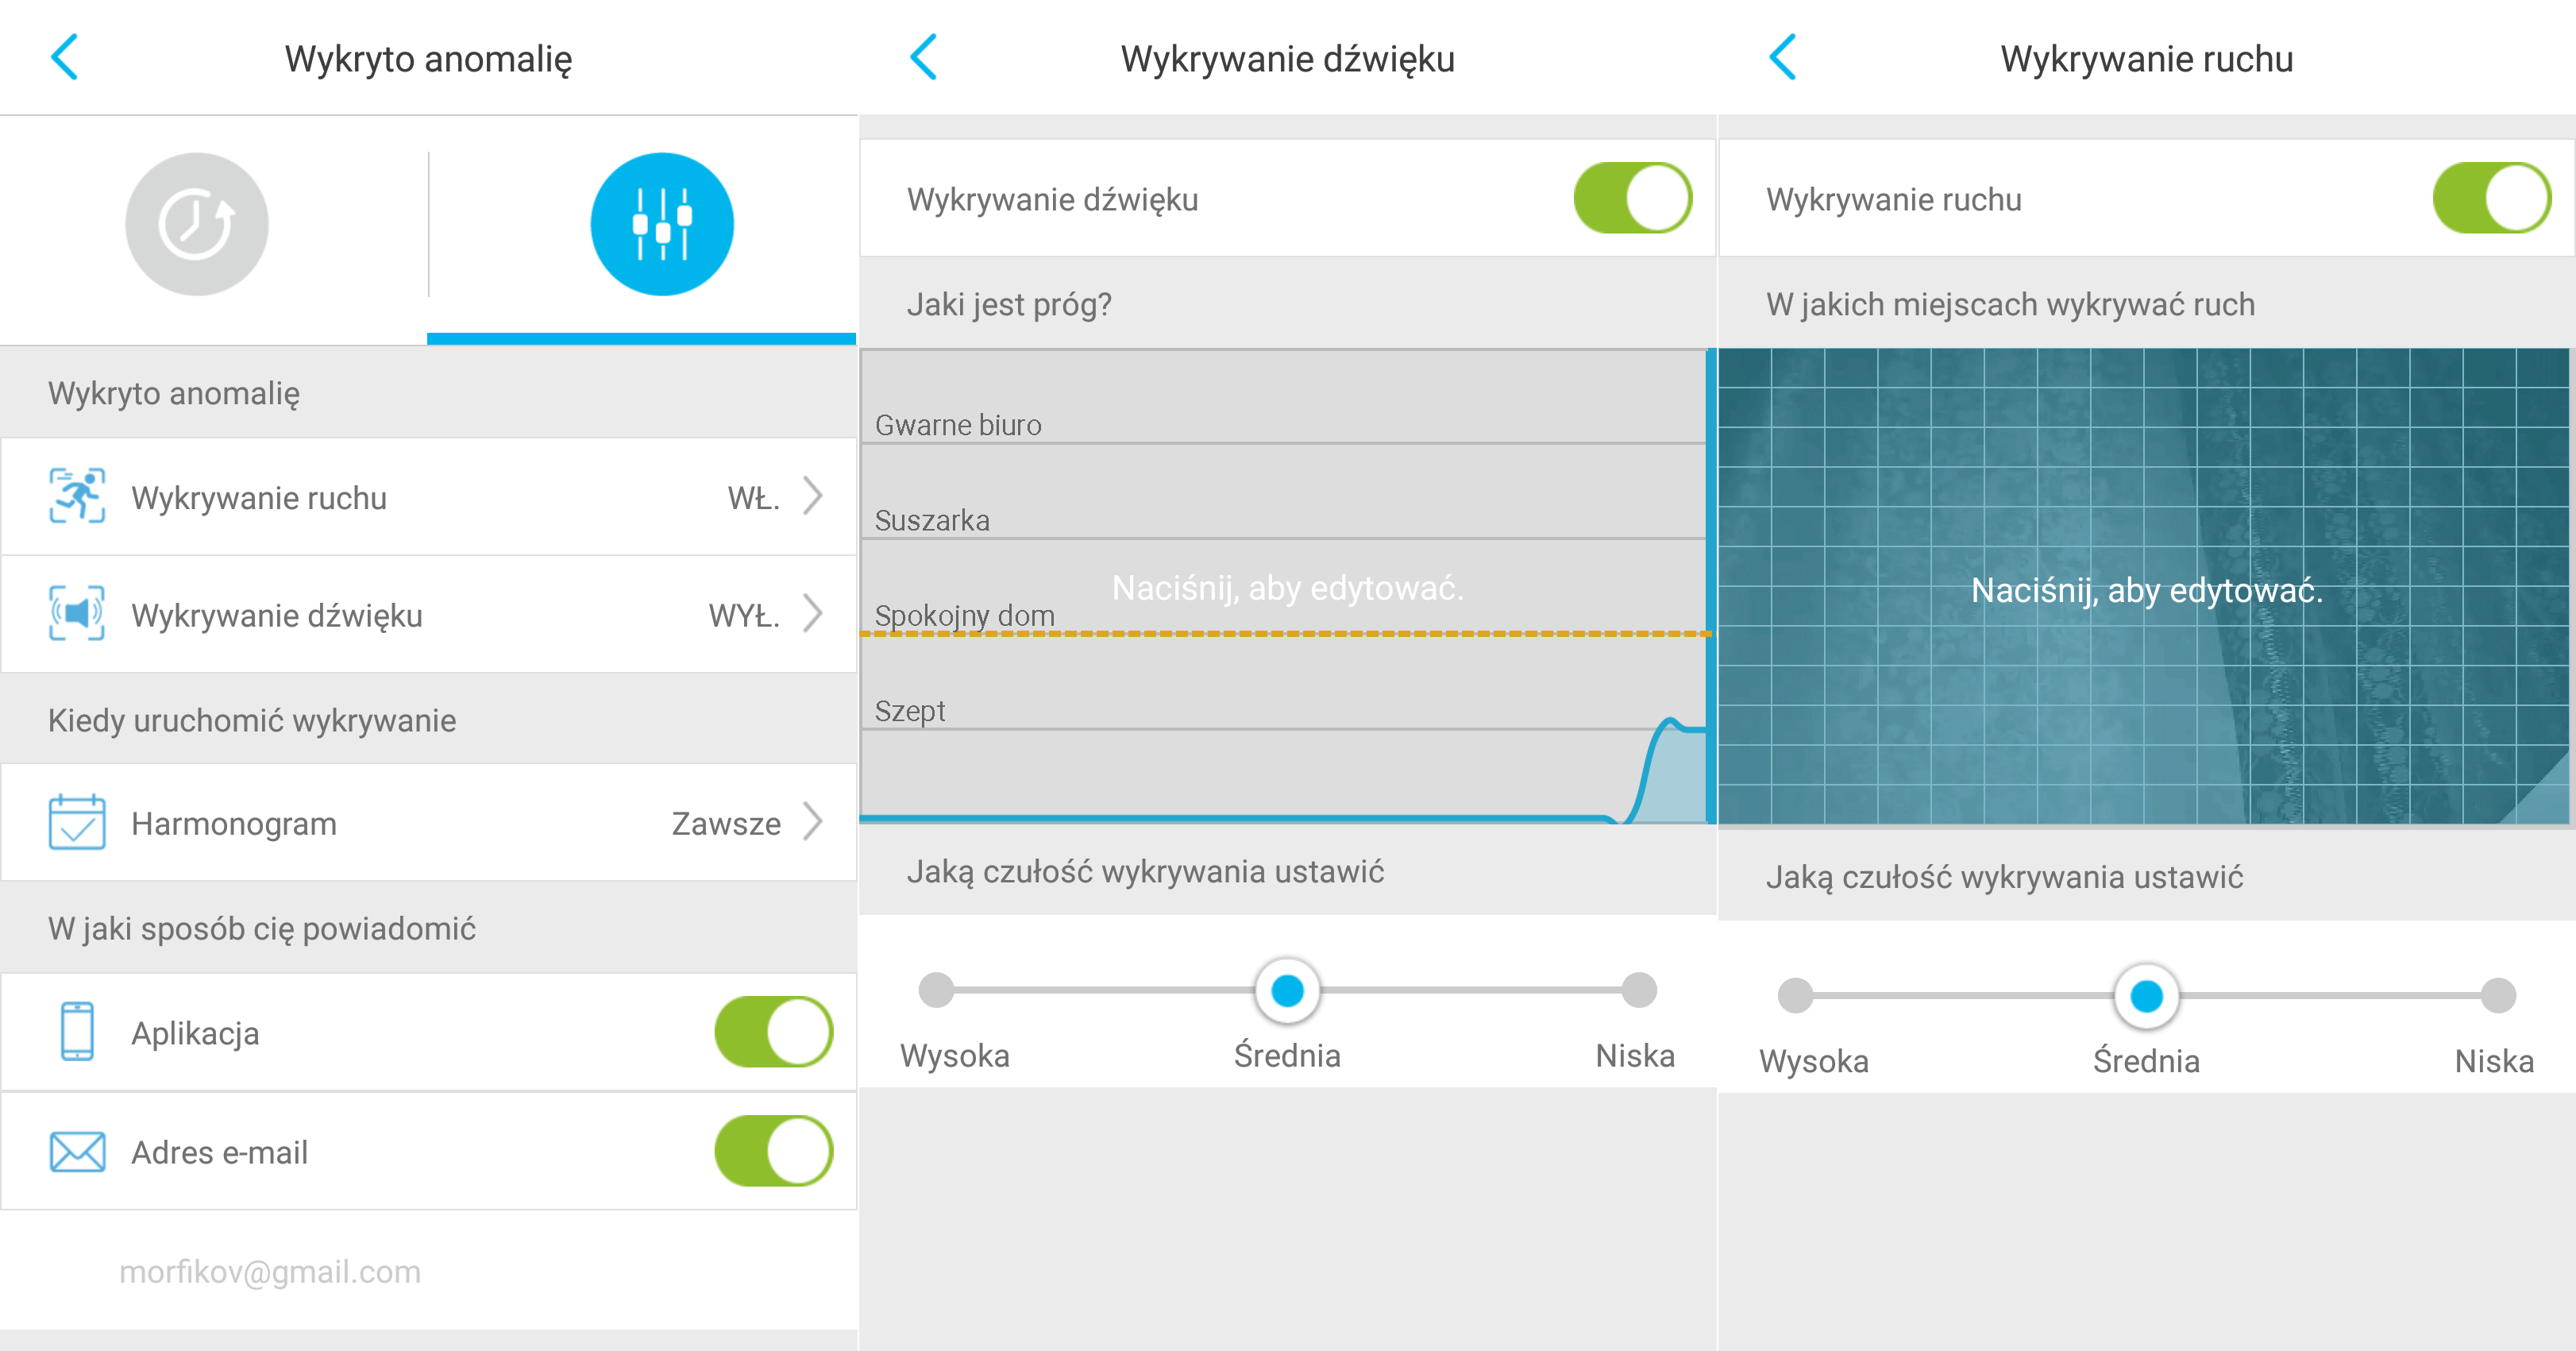 Wykryto anomalię
Wykryto anomalię
Wykrywanie ruchu WŁ.
Wykrywanie dźwięku WYŁ.
Kiedy uruchomić wykrywanie
Harmonogram Zawsze
W jaki sposób cię powiadomić
Aplikacja
Adres e-mail
morfikov@gmail.com
Wykrywanie dźwięku
Wykrywanie dźwięku
Jaki jest próg?
Gwarne biuro
Suszarka
Naciśnij, aby edytować.
Spokojny dom
Szept
Jaką czułość wykrywania ustawić
Wysoka Średnia Niska
Wykrywanie ruchu
Wykrywanie ruchu
W jakich miejscach wykrywać ruch
Naciśnij, aby edytować.
Jaką czułość wykrywania ustawić
Wysoka Średnia Niska